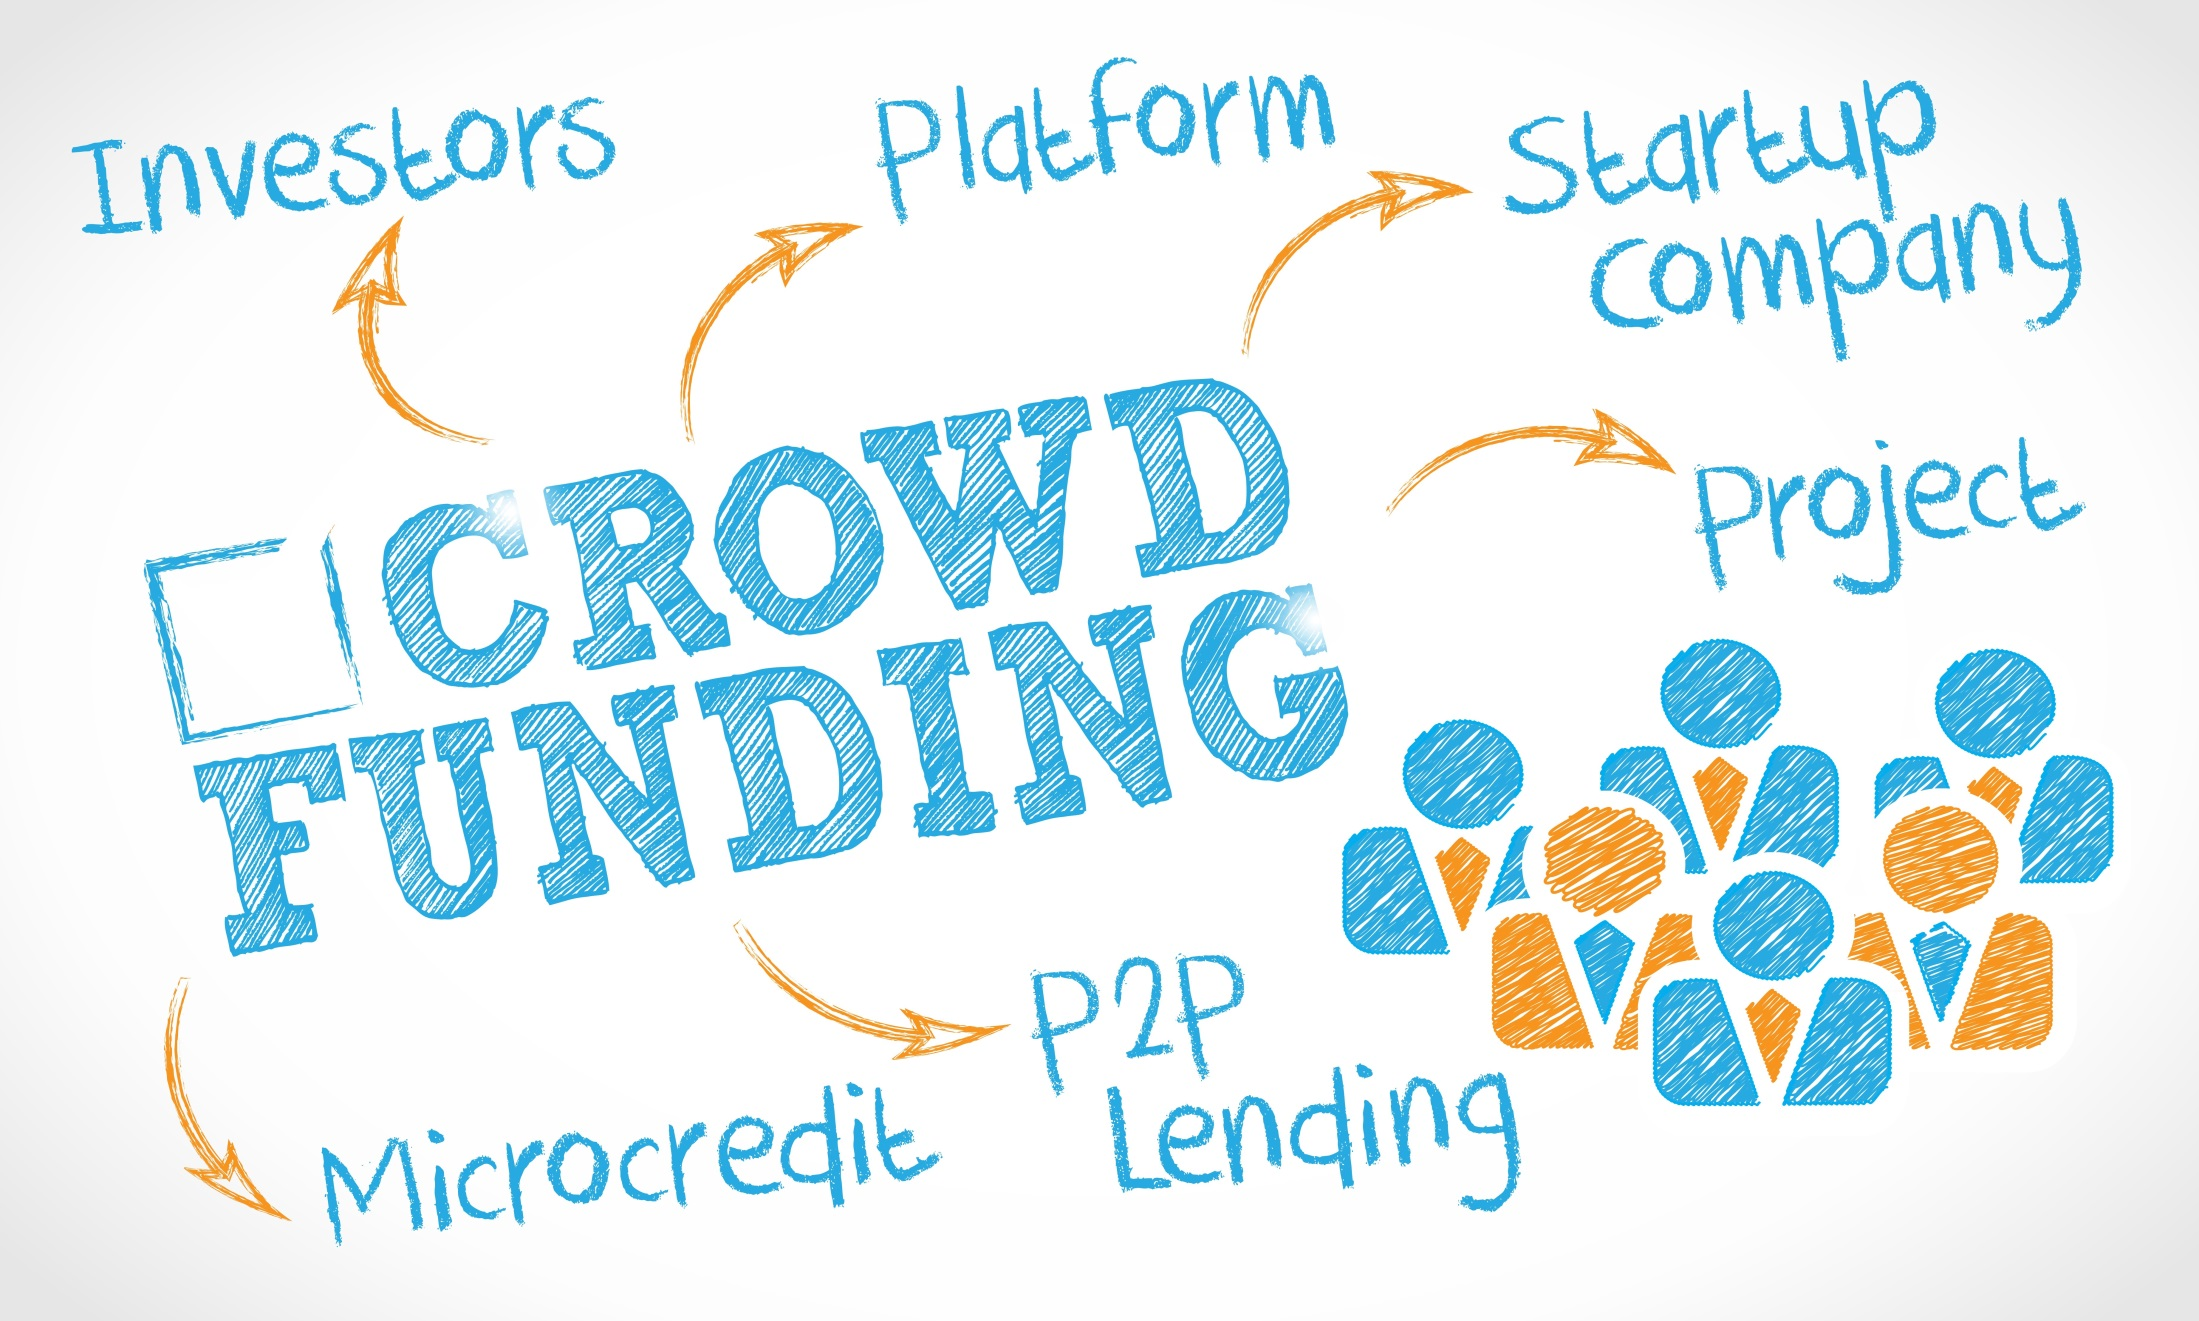 Investors
Platform
Startup
company
Project
CROWD
FUNDING
P2P
Lending
Microcredit